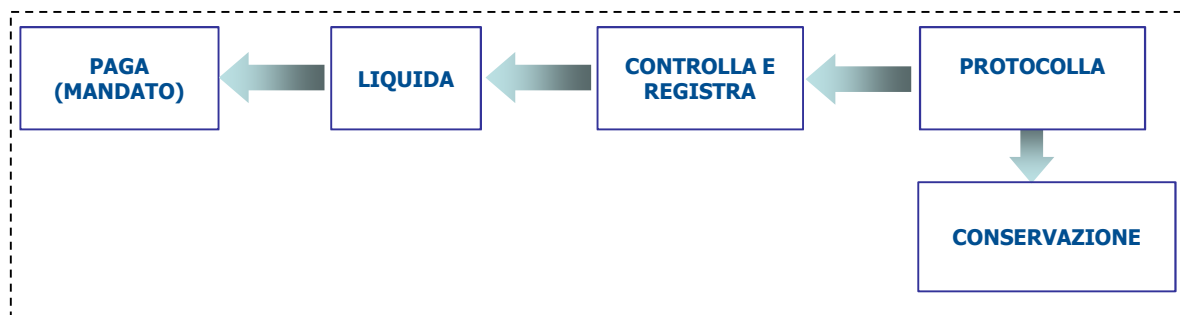 PAGA
(MANDATO)
LIQUIDA
CONTROLLA E
REGISTRA
PROTOCOLLA
CONSERVAZIONE